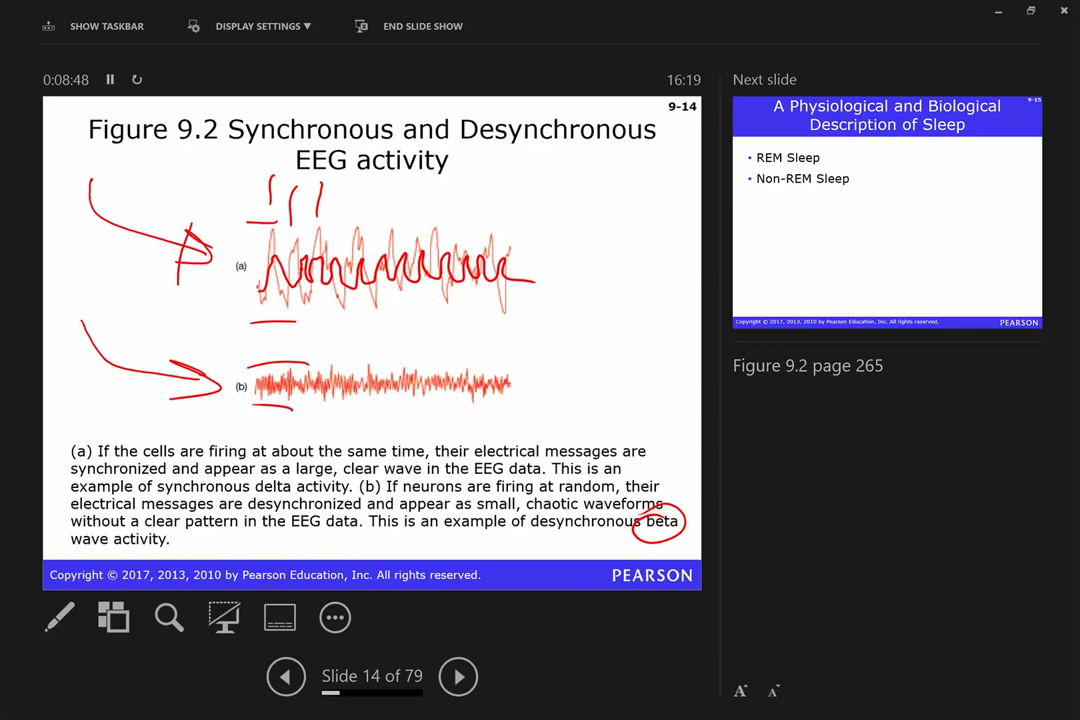 SHOW TASKBAR DISPLAY SETTINGS ▼ END SLIDE SHOW
0:08:48 16:19 Next slide
9-14
Figure 9.2 Synchronous and Desynchronous
EEG activity
(a)
(b)
(a) If the cells are firing at about the same time, their electrical messages are
synchronized and appear as a large, clear wave in the EEG data. This is an
example of synchronous delta activity. (b) If neurons are firing at random, their
electrical messages are desynchronized and appear as small, chaotic waveforms
without a clear pattern in the EEG data. This is an example of desynchronous beta
wave activity.
Copyright © 2017, 2013, 2010 by Pearson Education, Inc. All rights reserved. PEARSON
9-15
A Physiological and Biological
Description of Sleep
• REM Sleep
• Non-REM Sleep
Copyright © 2017, 2013, 2010 by Pearson Education, Inc. All rights reserved. PEARSON
Figure 9.2 page 265
Slide 14 of 79
A A